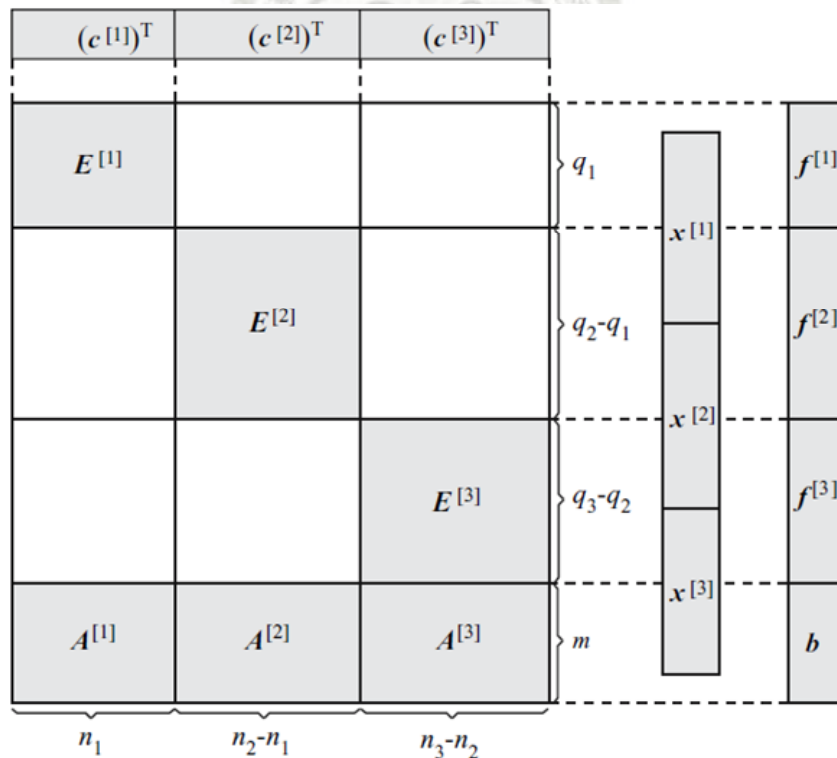 (c^[1])^T (c^[2])^T (c^[3])^T
E^[1] q_1 x^[1] f^[1]
E^[2] q_2-q_1 x^[2] f^[2]
E^[3] q_3-q_2 x^[3] f^[3]
A^[1] A^[2] A^[3] m b
n_1 n_2-n_1 n_3-n_2